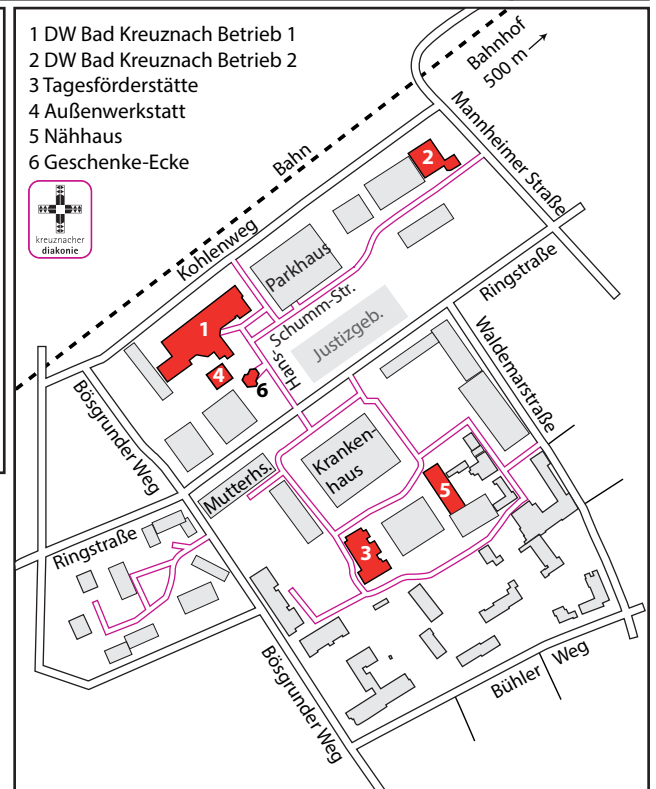 1 DW Bad Kreuznach Betrieb 1
2 DW Bad Kreuznach Betrieb 2
3 Tagesförderstätte
4 Außenwerkstatt
5 Nähhaus
6 Geschenke-Ecke
kreuznacher
diakonie
Bahnhof
500 m
Mannheimer Straße
Bahn
2
Kohlenweg
Parkhaus
Ringstraße
1
Hans-
Schumm-Str.
Justizgeb.
Waldemarstraße
4
6
Bösgrunder Weg
Kranken-
haus
Mutterhs.
5
Ringstraße
3
Bösgrunder Weg
Bühler Weg